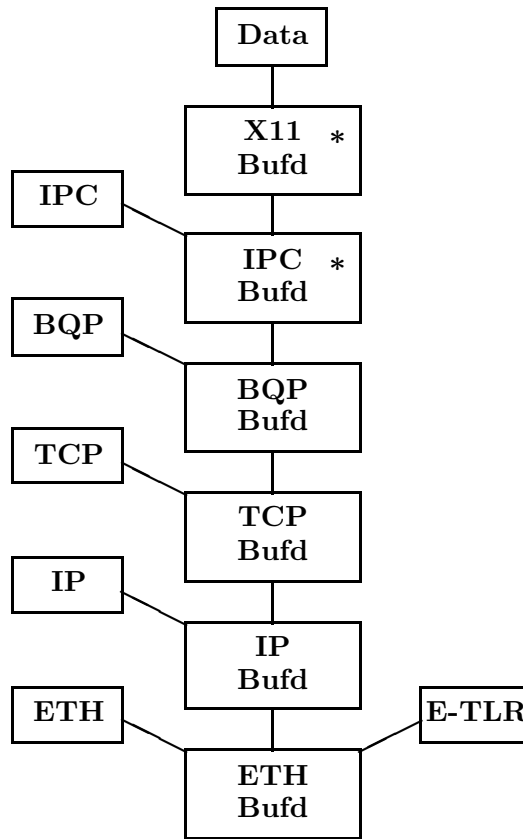 Data
X11 *
Bufd
IPC
IPC *
Bufd
BQP
BQP
Bufd
TCP
TCP
Bufd
IP
IP
Bufd
ETH
E-TLR
ETH
Bufd